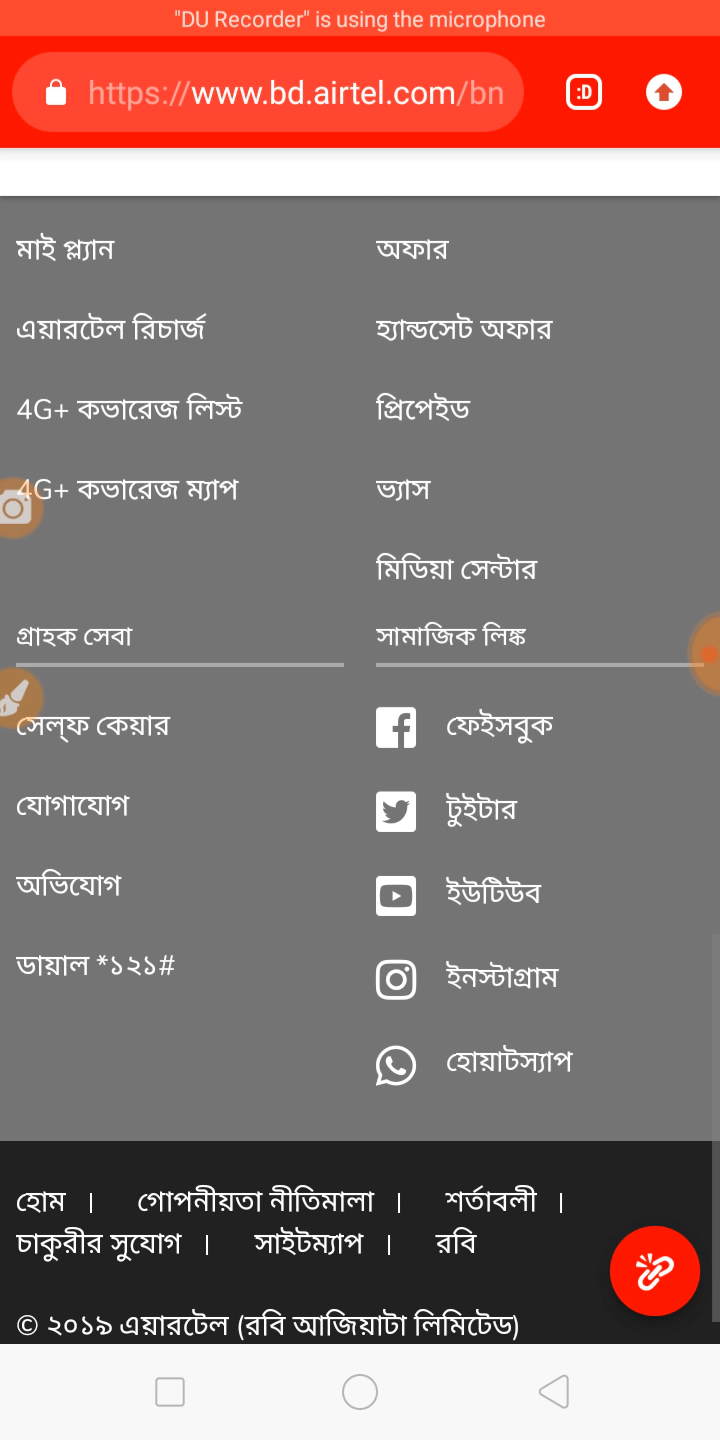 "DU Recorder" is using the microphone
https://www.bd.airtel.com/bn
:D
মাই প্ল্যান
অফার
এয়ারটেল রিচার্জ
হ্যান্ডসেট অফার
4G+ কভারেজ লিস্ট
প্রিপেইড
4G+ কভারেজ ম্যাপ
ভ্যাস
মিডিয়া সেন্টার
গ্রাহক সেবা
সামাজিক লিঙ্ক
সেল্‌ফ কেয়ার
ফেইসবুক
যোগাযোগ
টুইটার
অভিযোগ
ইউটিউব
ডায়াল *১২১#
ইনস্টাগ্রাম
হোয়াটস্যাপ
হোম | গোপনীয়তা নীতিমালা | শর্তাবলী |
চাকুরীর সুযোগ | সাইটম্যাপ | রবি
© ২০১৯ এয়ারটেল (রবি আজিয়াটা লিমিটেড)